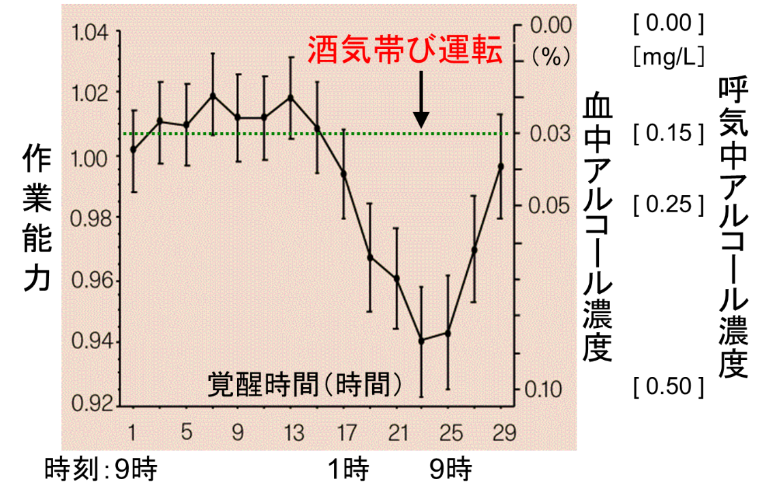 1.04
1.02
1.00
0.98
0.96
0.94
0.92
作業能力
酒気帯び運転
0.00
(%)
0.03
0.05
0.10
血中アルコール濃度
[ 0.00 ]
[mg/L]
[ 0.15 ]
[ 0.25 ]
[ 0.50 ]
呼気中アルコール濃度
覚醒時間(時間)
1 5 9 13 17 21 25 29
時刻:9時 1時 9時